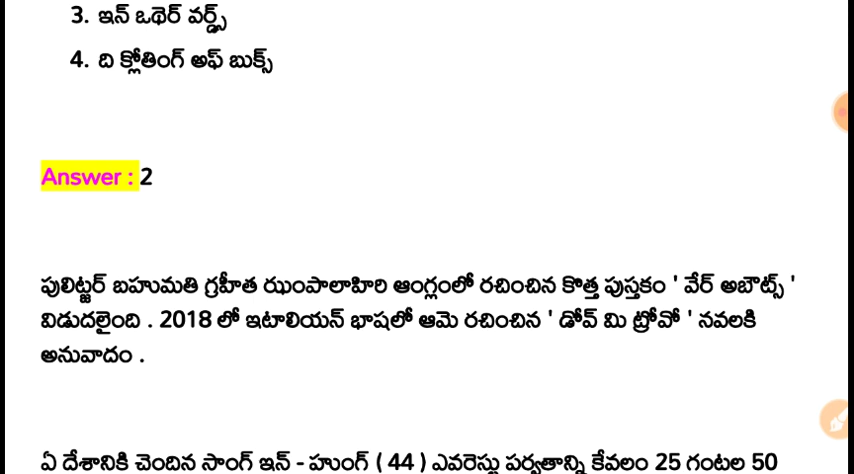 3. ఇన్ ఒథెర్ వర్డ్స్
4. ది క్లోతింగ్ అఫ్ బుక్స్
Answer : 2
పులిట్జర్ బహుమతి గ్రహీత ఝుంపాలాహిరి ఆంగ్లంలో రచించిన కొత్త పుస్తకం ' వేర్ అబౌట్స్ '
విడుదలైంది . 2018 లో ఇటాలియన్ భాషలో ఆమె రచించిన ' డోవ్ మి ట్రోవో ' నవలకి
అనువాదం .
ఏ దేశానికి చెందిన సాంగ్ ఇన్ - హుంగ్ ( 44 ) ఎవరెస్టు పర్వతాన్ని కేవలం 25 గంటల 50